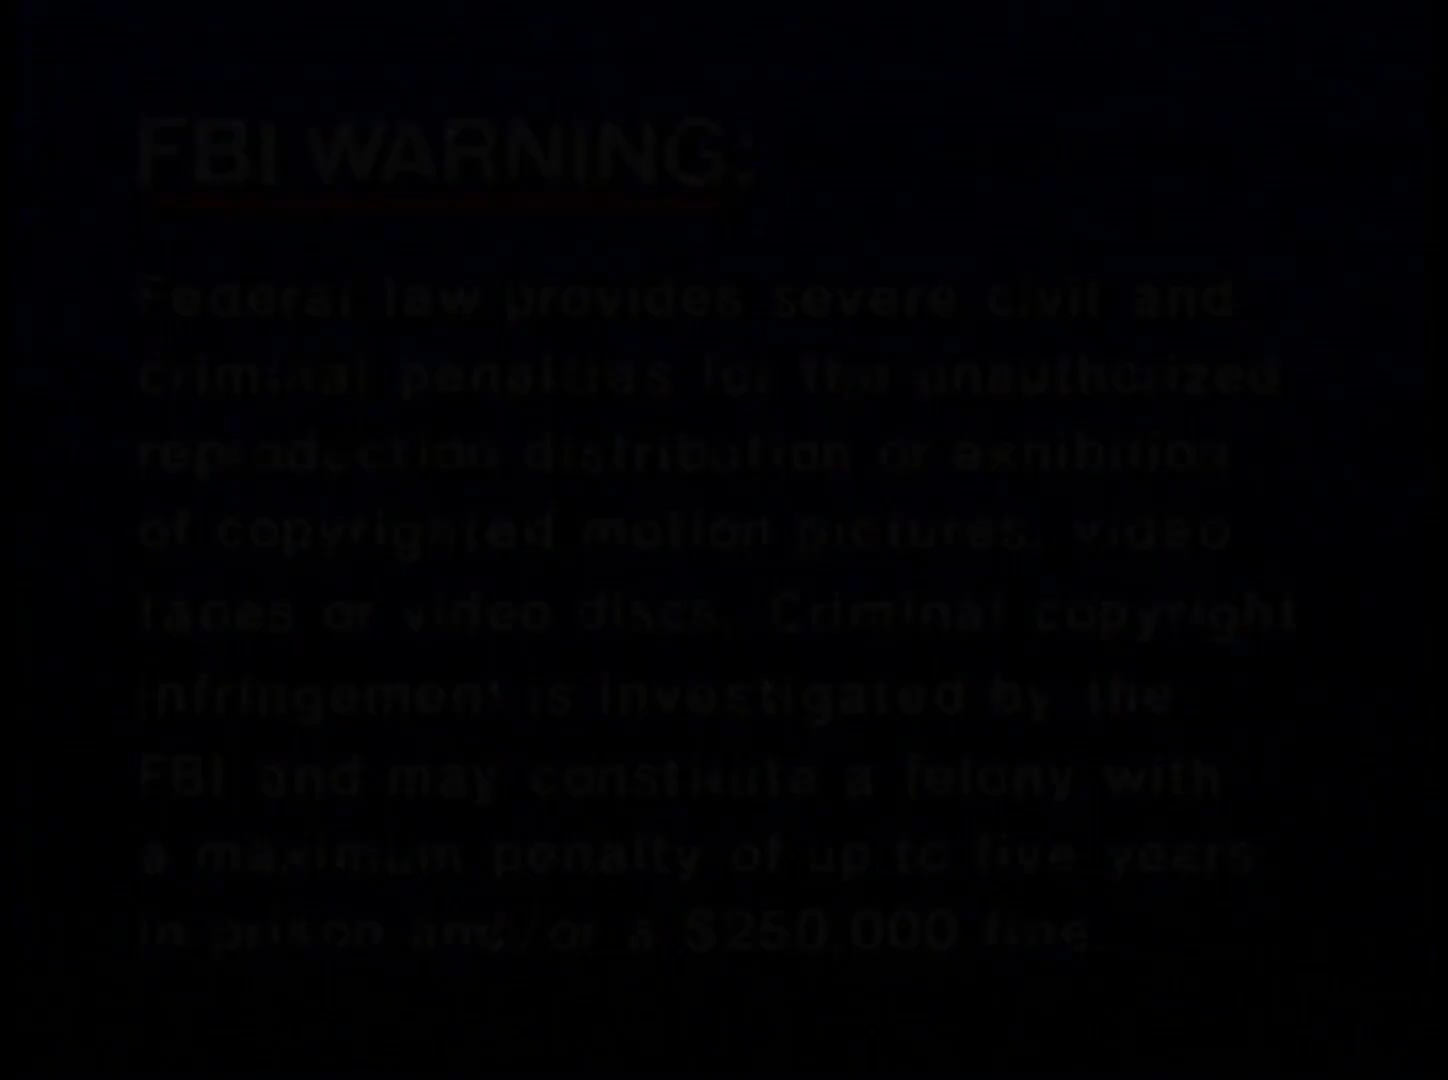 FBI WARNING:
Federal law provides severe civil and
criminal penalties for the unauthorized
reproduction distribution or exhibition
of copyrighted motion pictures, video
tapes or video discs. Criminal copyright
infringement is investigated by the
FBI and may constitute a felony with
a maximum penalty of up to five years
in prison and/or a $250,000 fine